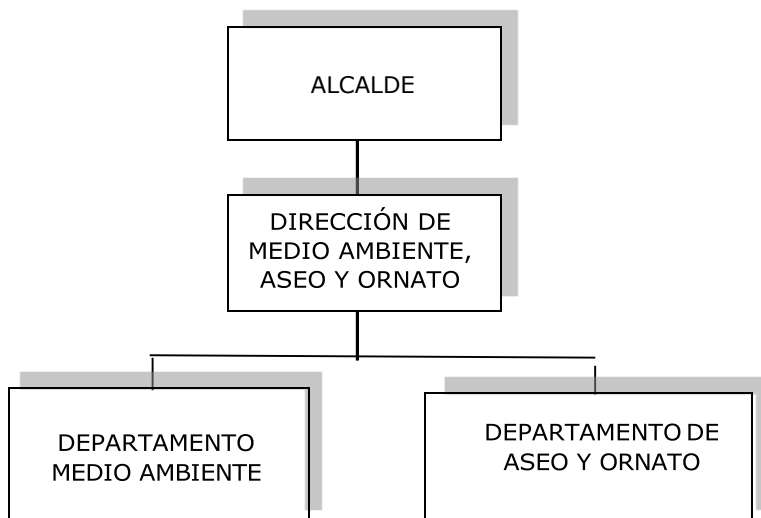 ALCALDE
DIRECCIÓN DE
MEDIO AMBIENTE,
ASEO Y ORNATO
DEPARTAMENTO
MEDIO AMBIENTE
DEPARTAMENTO DE
ASEO Y ORNATO